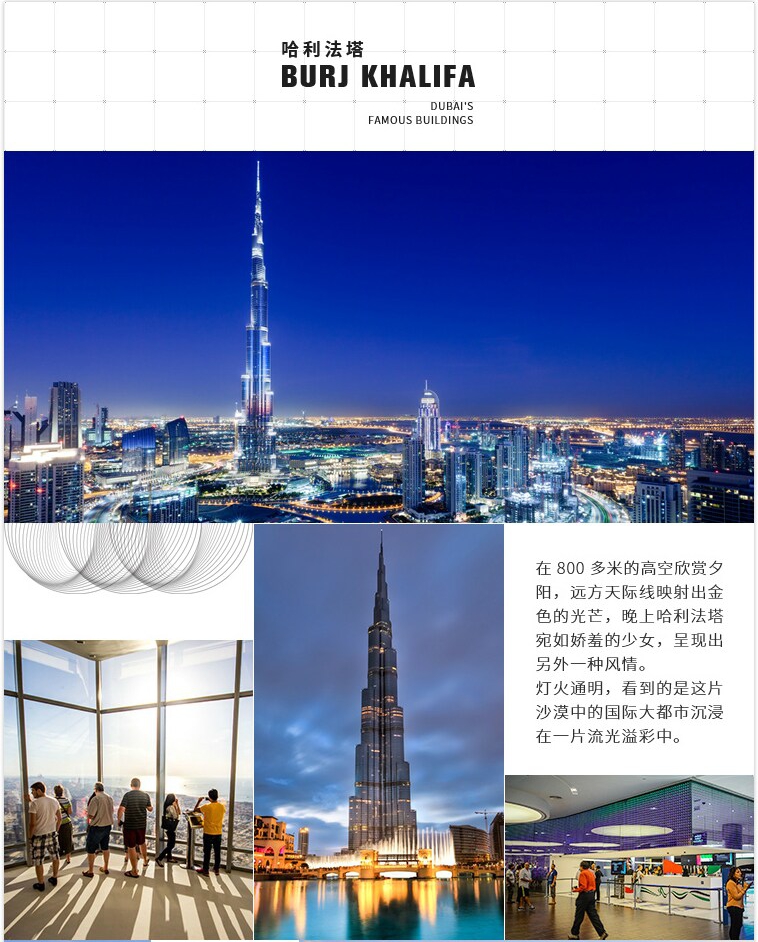 哈利法塔
BURJ KHALIFA
DUBAI'S
FAMOUS BUILDINGS
在 800 多米的高空欣赏夕
阳，远方天际线映射出金
色的光芒，晚上哈利法塔
宛如娇羞的少女，呈现出
另外一种风情。
灯火通明，看到的是这片
沙漠中的国际大都市沉浸
在一片流光溢彩中。